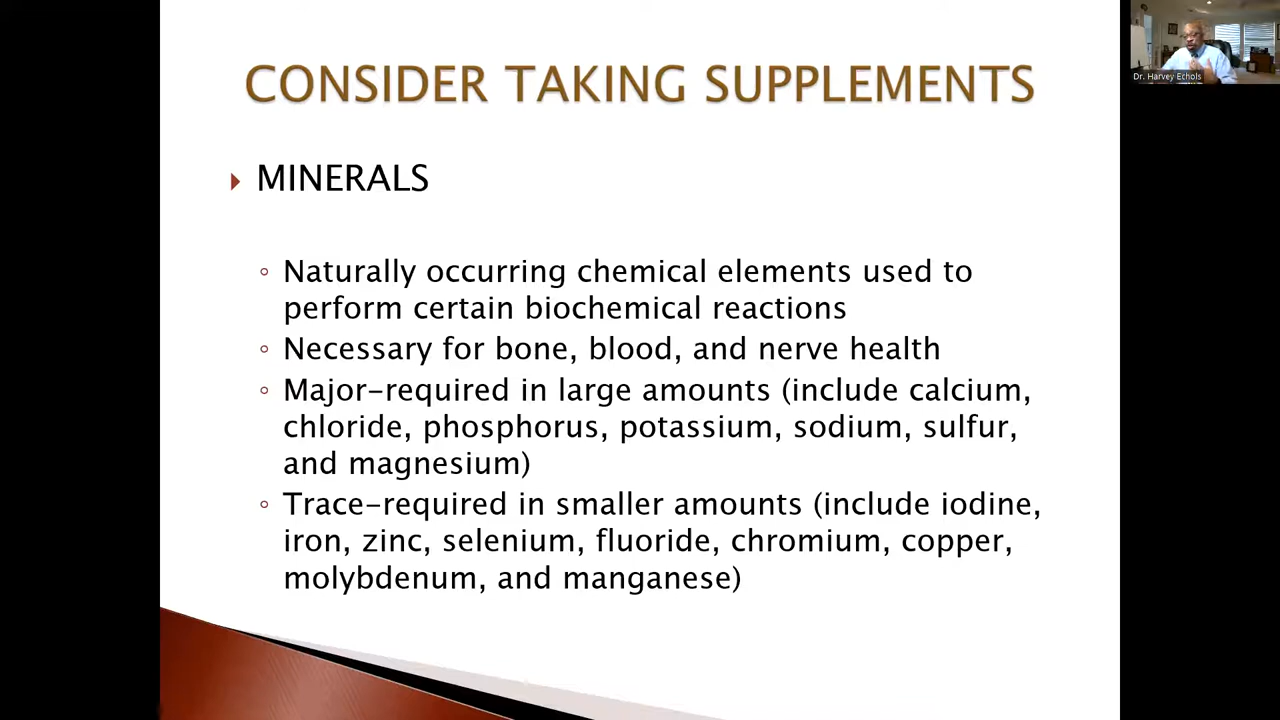 CONSIDER TAKING SUPPLEMENTS
MINERALS
Naturally occurring chemical elements used to
perform certain biochemical reactions
Necessary for bone, blood, and nerve health
Major-required in large amounts (include calcium,
chloride, phosphorus, potassium, sodium, sulfur,
and magnesium)
Trace-required in smaller amounts (include iodine,
iron, zinc, selenium, fluoride, chromium, copper,
molybdenum, and manganese)
Dr. Harvey Echols